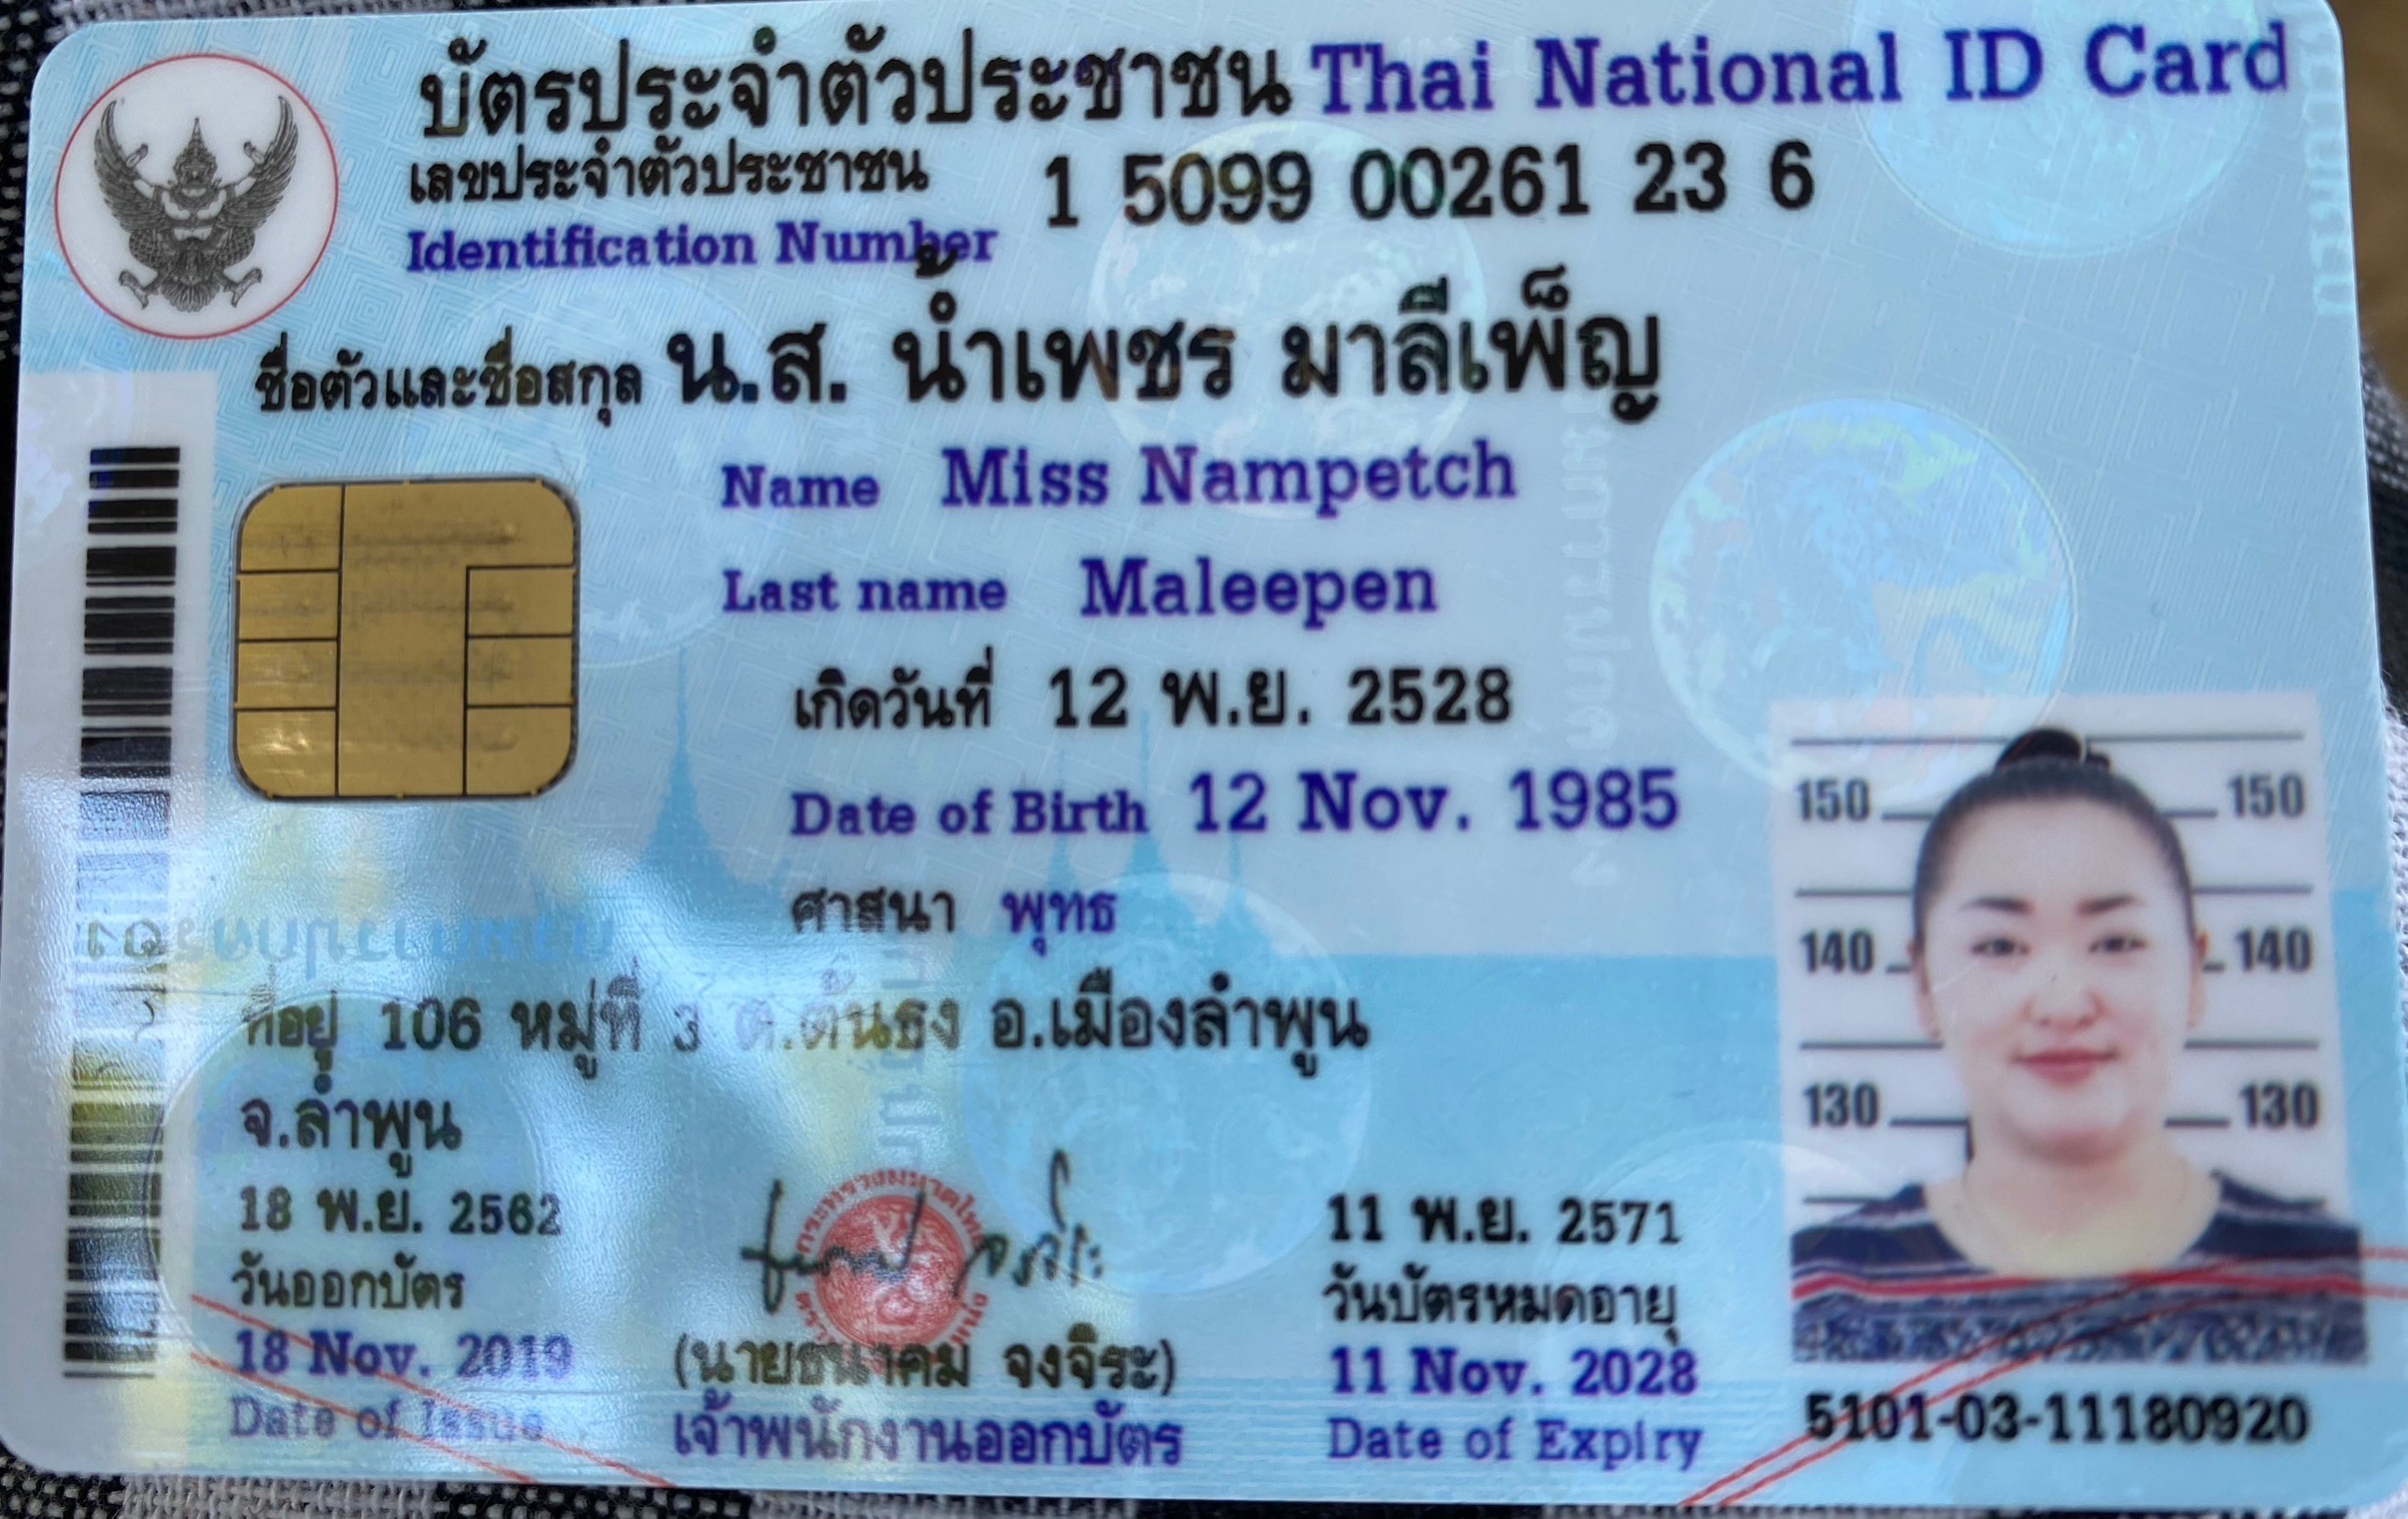 บัตรประจำตัวประชาชน Thai National ID Card
เลขประจำตัวประชาชน 1 5099 00261 23 6
Identification Number
ชื่อตัวและชื่อสกุล น.ส. น้ำเพชร มาลีเพ็ญ
Name Miss Nampetch
Last name Maleepen
เกิดวันที่ 12 พ.ย. 2528
Date of Birth 12 Nov. 1985
ศาสนา พุทธ
ที่อยู่ 106 หมู่ที่ 3 ต.ต้นธง อ.เมืองลำพูน
จ.ลำพูน
18 พ.ย. 2562
วันออกบัตร
18 Nov. 2019
Date of Issue
(นายธนาคม จงจิระ)
เจ้าพนักงานออกบัตร
11 พ.ย. 2571
วันบัตรหมดอายุ
11 Nov. 2028
Date of Expiry
150 150
140 140
130 130
5101-03-11180920